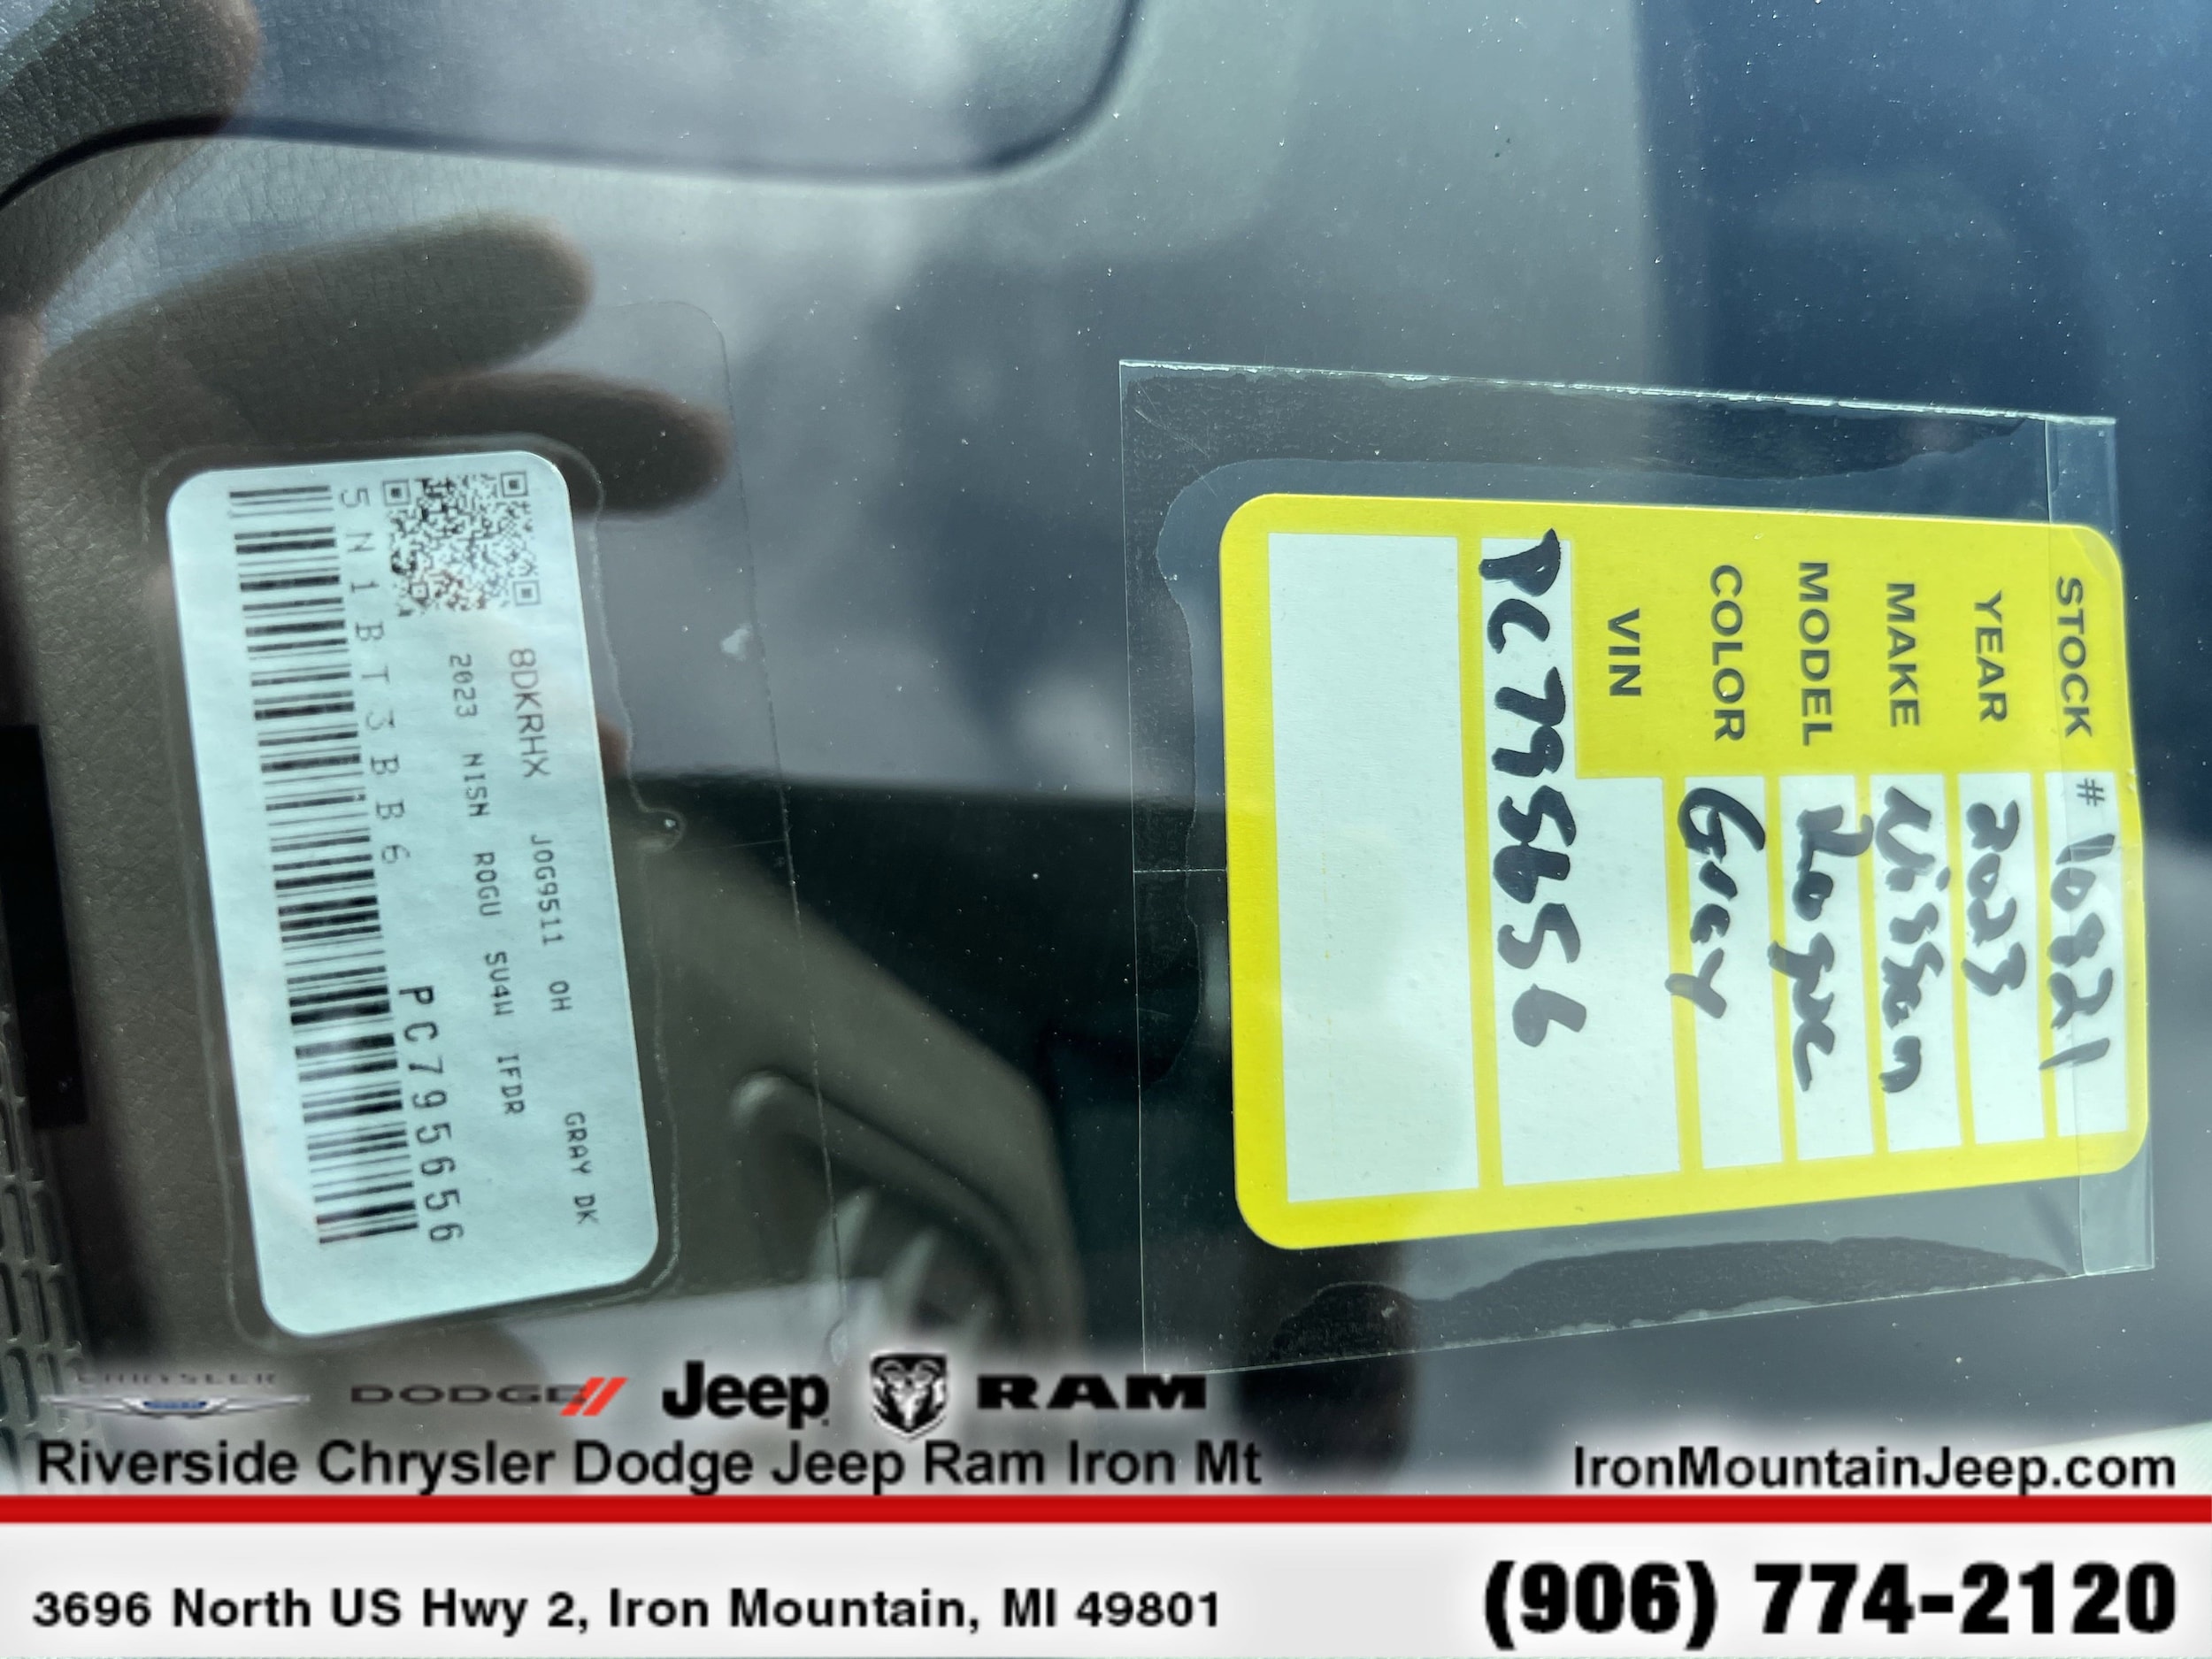 8DKRHX JOG9511 OH GRAY DK
2023 NISN ROGU SU4W IFDR
5N1BT3BB6 PC795656
STOCK # 10921
YEAR 2023
MAKE Nissan
MODEL Rogue
COLOR Gray
VIN
PC795656
CHRYSLER DODGE Jeep RAM
Riverside Chrysler Dodge Jeep Ram Iron Mt
IronMountainJeep.com
3696 North US Hwy 2, Iron Mountain, MI 49801
(906) 774-2120